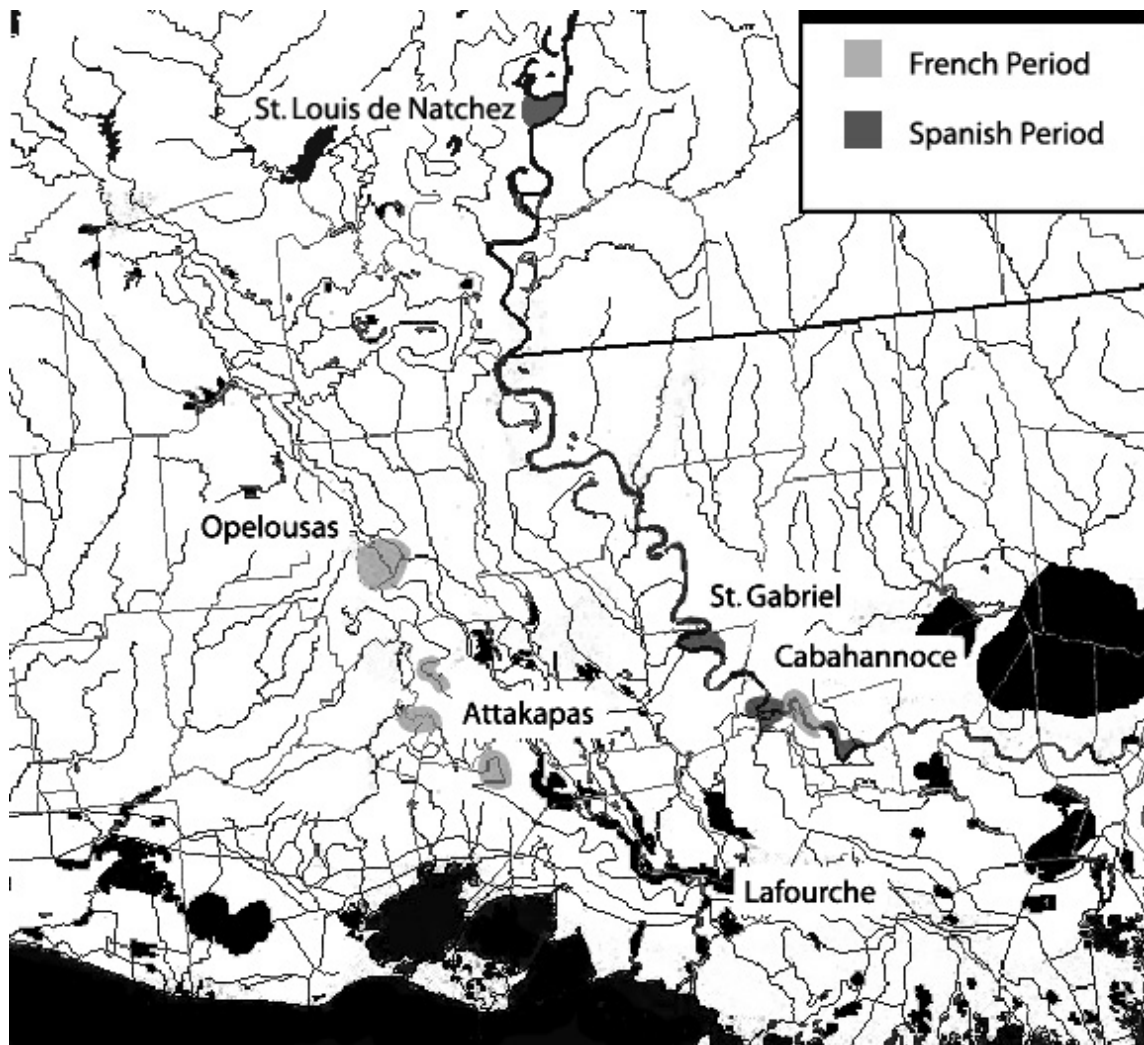 French Period
Spanish Period
St. Louis de Natchez
Opelousas
St. Gabriel
Cabahannoce
Attakapas
Lafourche